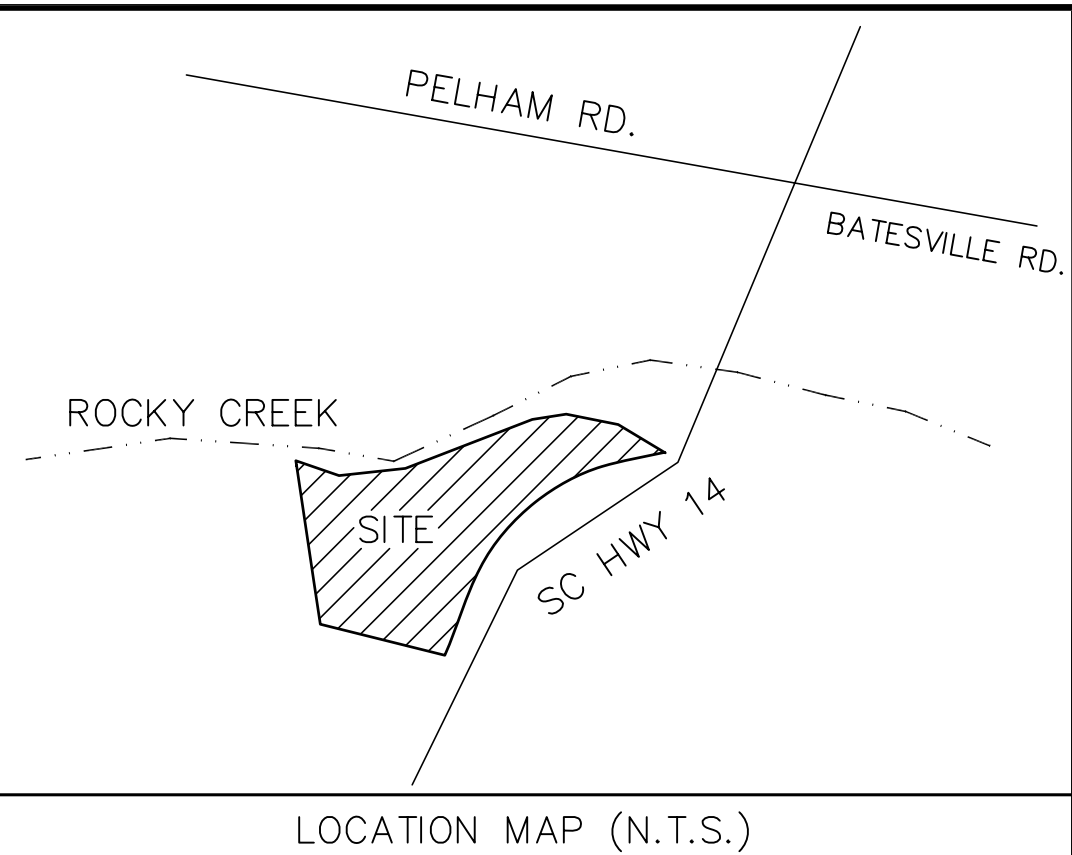 PELHAM RD.
BATESVILLE RD.
ROCKY CREEK
SITE
SC HWY 14
LOCATION MAP (N.T.S.)